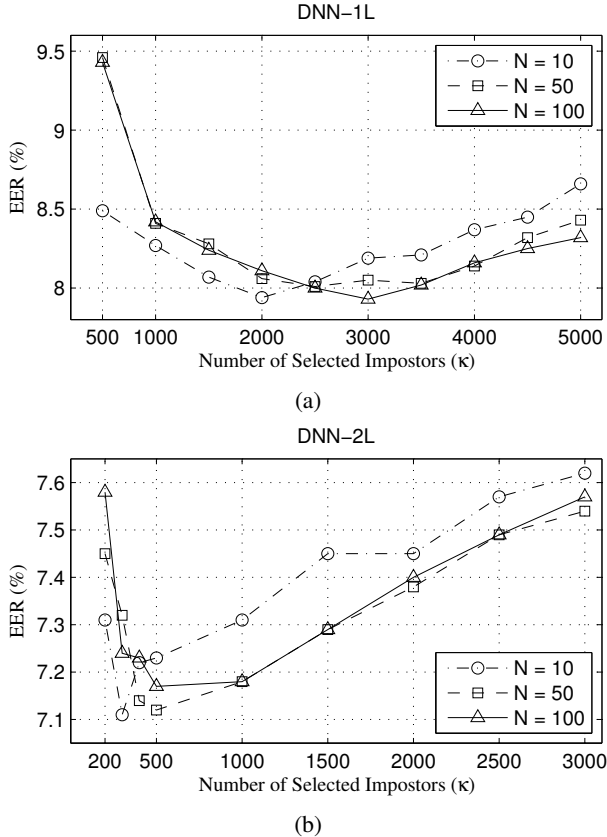 DNN-1L
9.5
9
8.5
8
EER (%)
N = 10
N = 50
N = 100
500 1000 2000 3000 4000 5000
Number of Selected Impostors (κ)
(a)
DNN-2L
7.6
7.5
7.4
7.3
7.2
7.1
EER (%)
N = 10
N = 50
N = 100
200 500 1000 1500 2000 2500 3000
Number of Selected Impostors (κ)
(b)